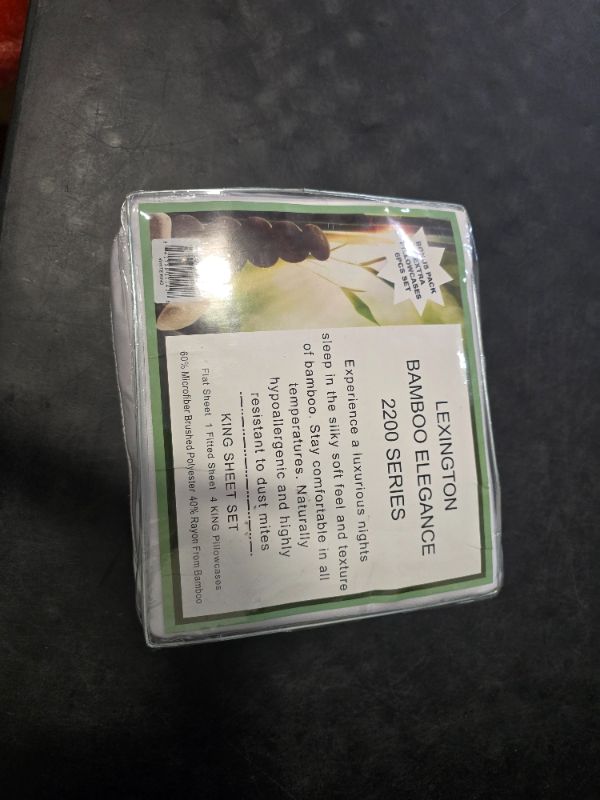 BONUS PACK
EXTRA
PILLOWCASES
6PCS SET
LEXINGTON
BAMBOO ELEGANCE
2200 SERIES
Experience a luxurious nights
sleep in the silky soft feel and texture
of bamboo. Stay comfortable in all
temperatures. Naturally
hypoallergenic and highly
resistant to dust mites
KING SHEET SET
Flat Sheet 1 Fitted Sheet 4 KING Pillowcases
60% Microfiber Brushed Polyester 40% Rayon From Bamboo